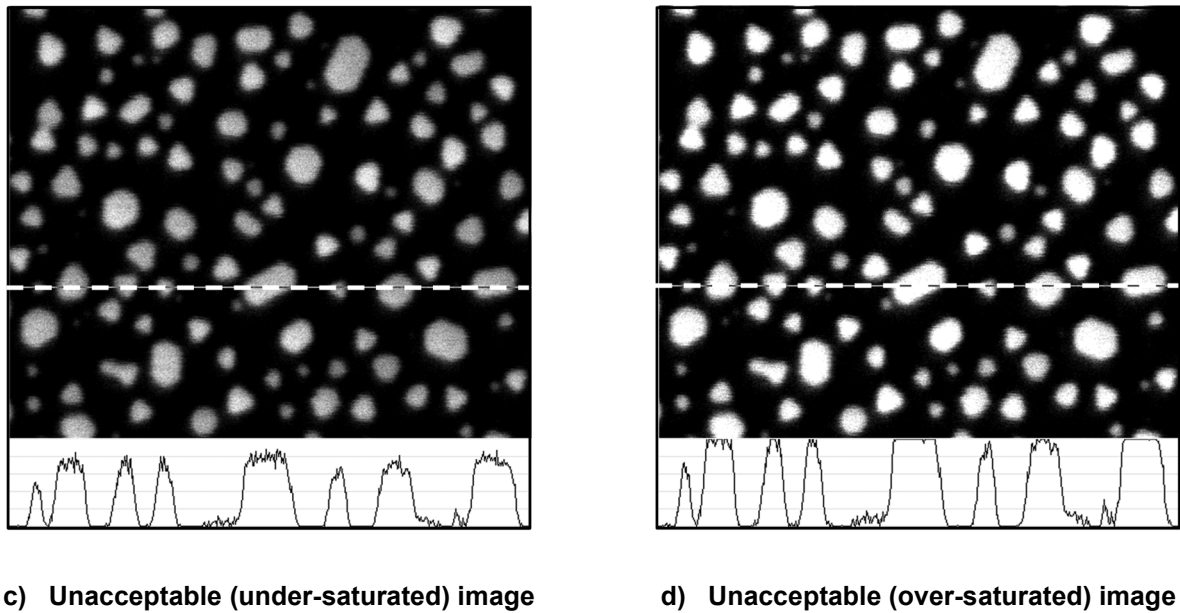 c) Unacceptable (under-saturated) image
d) Unacceptable (over-saturated) image